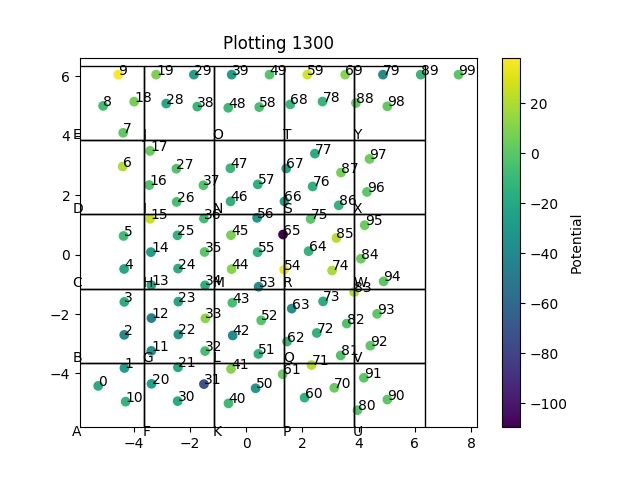 Plotting 1300
9 19 29 39 49 59 69 79 89 99
8 18 28 38 48 58 68 78 88 98
7
E J O T Y
17 77 97
6 27 47 67 87
16 37 57 76 96
26 46 66 86
D I N S X
15 36 56 75 95
5 25 45 65 85
14 35 55 64 84
4 24 44 54 74 94
13 34 53 83
C H M R W
3 23 43 63 73 93
12 33 52 82
2 22 42 62 72 92
11 32 51 81
B G L Q V
1 21 41 61 71 91
0 20 31 50 70
10 30 40 60 80 90
A F K P U
6
4
2
0
−2
−4
−4 −2 0 2 4 6 8
20
0
−20
−40
−60
−80
−100
Potential